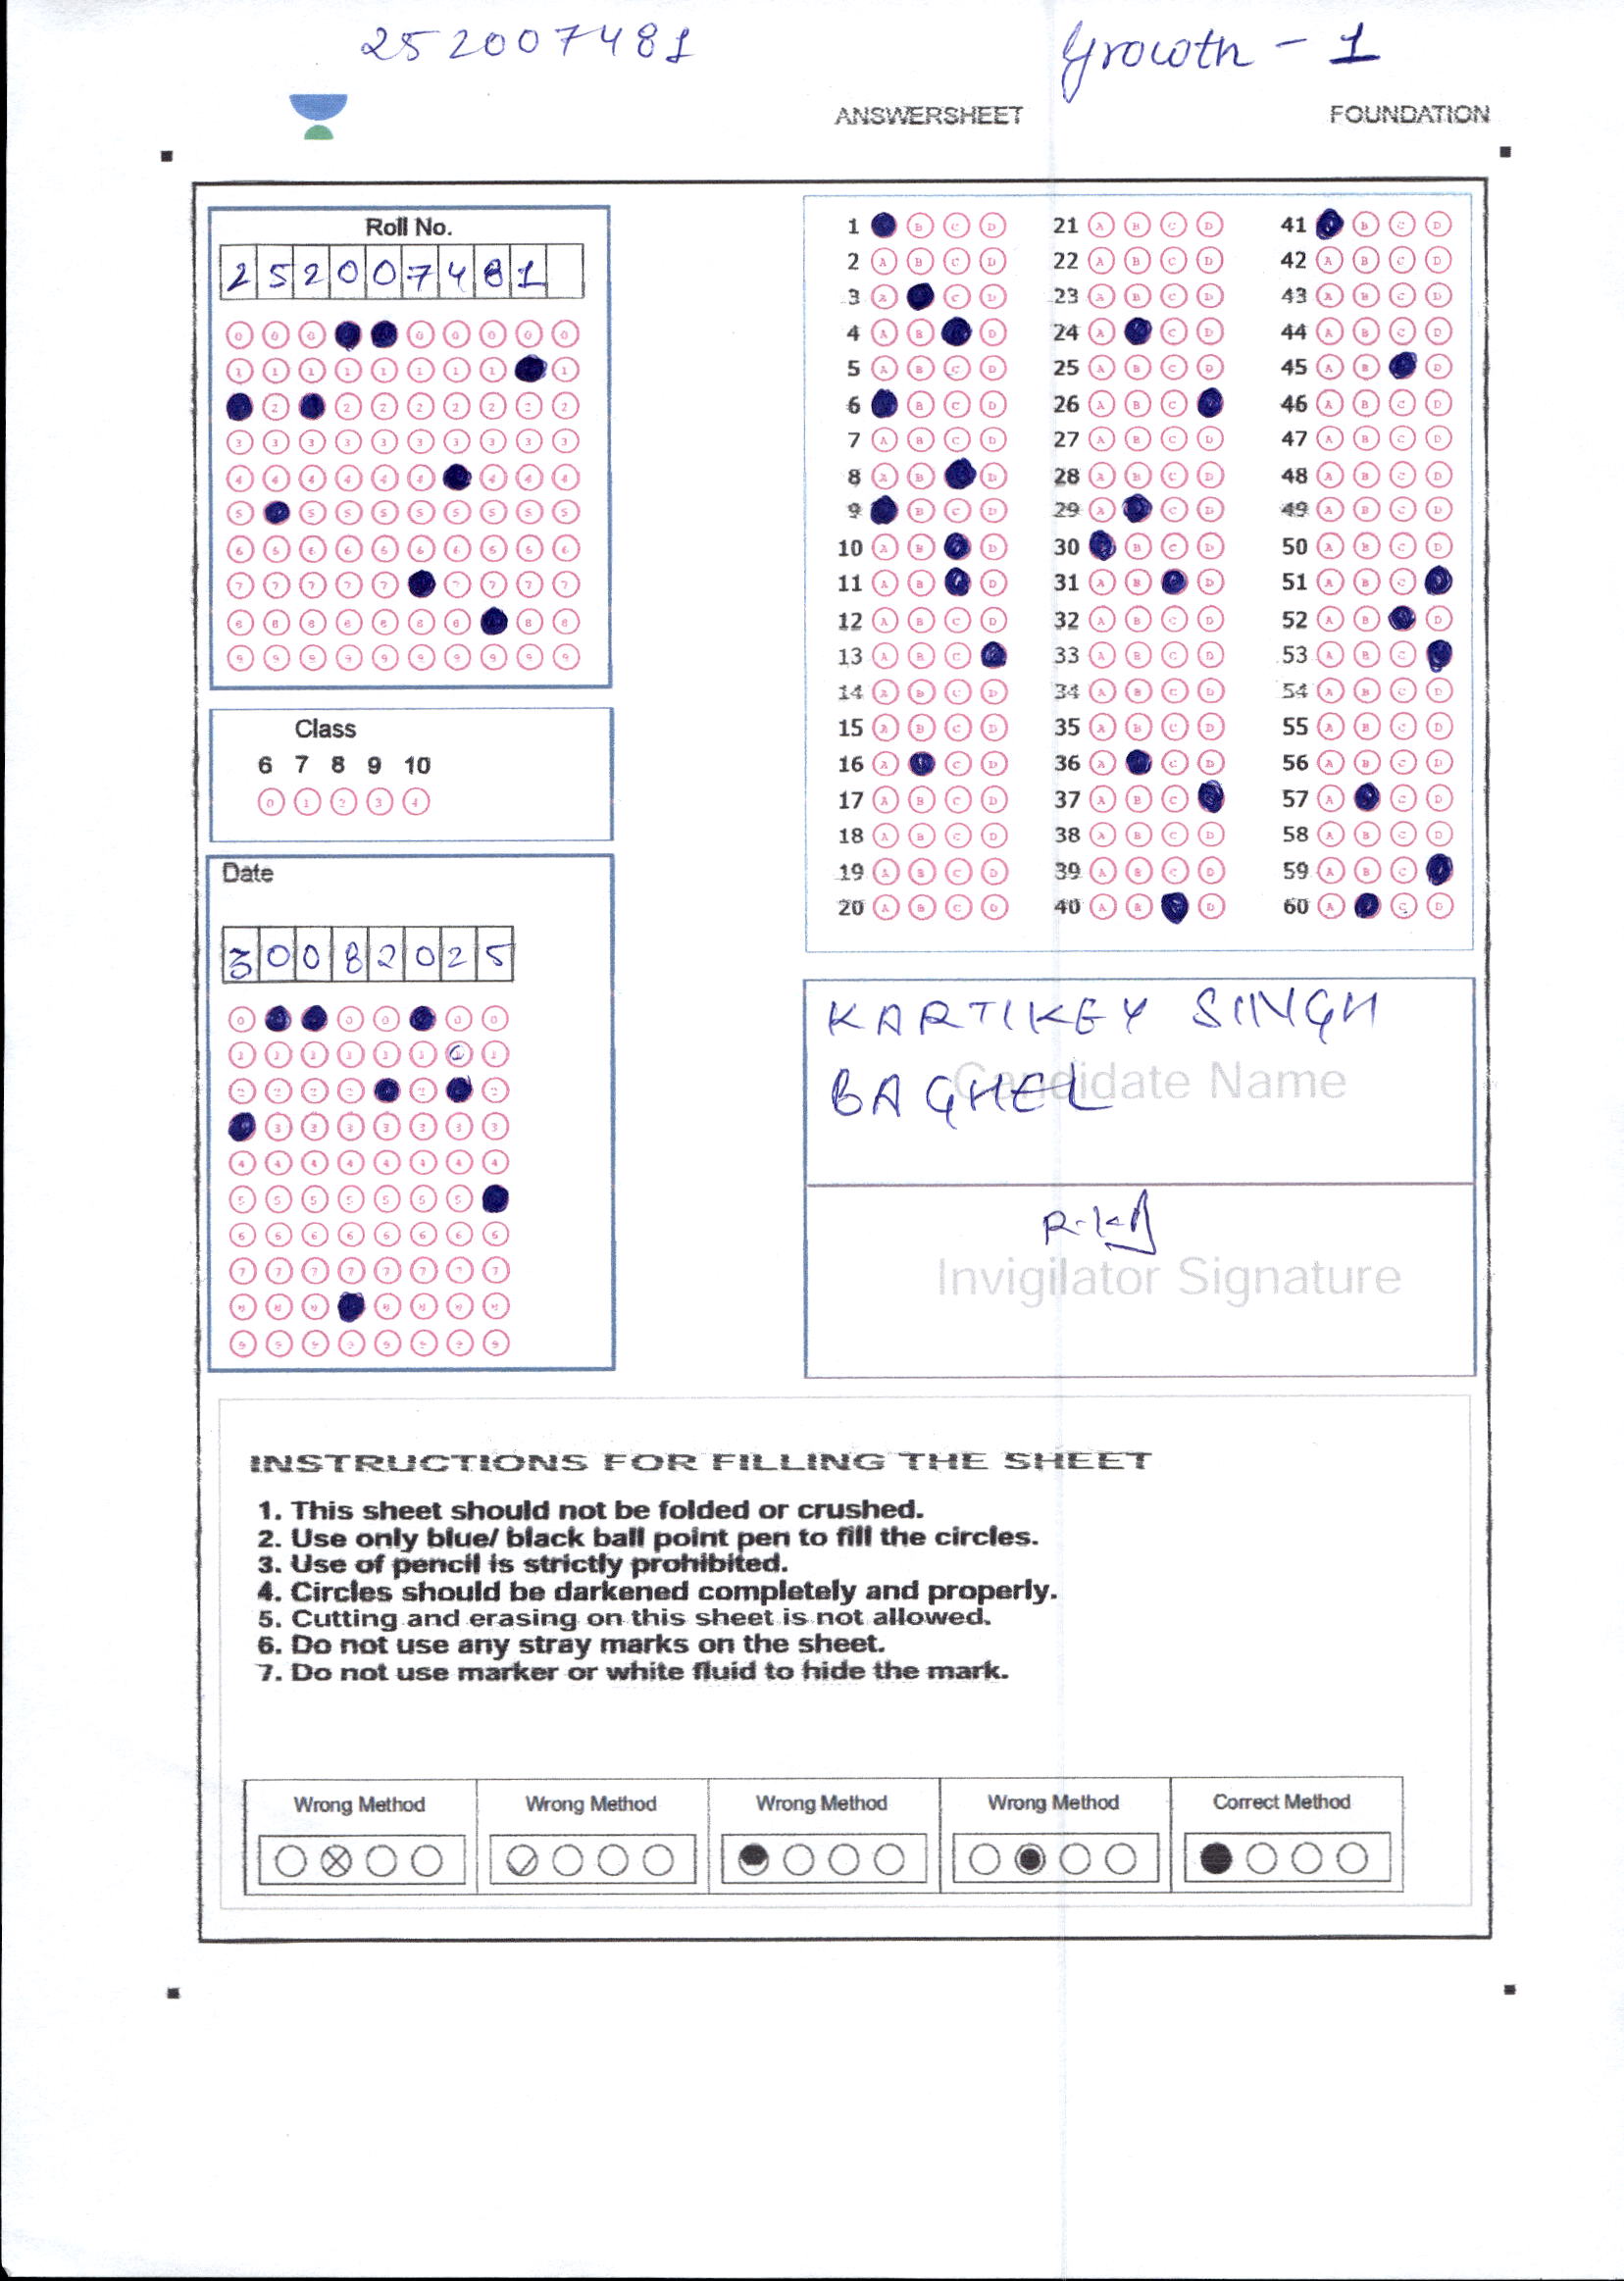 252007481 Growth - 1
ANSWERSHEET FOUNDATION
Roll No.
2 5 2 0 0 7 4 8 1
Class
6 7 8 9 10
Date
3 0 0 8 2 0 2 5
1 21 41
2 22 42
3 23 43
4 24 44
5 25 45
6 26 46
7 27 47
8 28 48
9 29 49
10 30 50
11 31 51
12 32 52
13 33 53
14 34 54
15 35 55
16 36 56
17 37 57
18 38 58
19 39 59
20 40 60
KARTIKEY SINGH
BAGHEL
Candidate Name
Invigilator Signature
INSTRUCTIONS FOR FILLING THE SHEET
1. This sheet should not be folded or crushed.
2. Use only blue/ black ball point pen to fill the circles.
3. Use of pencil is strictly prohibited.
4. Circles should be darkened completely and properly.
5. Cutting and erasing on this sheet is not allowed.
6. Do not use any stray marks on the sheet.
7. Do not use marker or white fluid to hide the mark.
Wrong Method Wrong Method Wrong Method Wrong Method Correct Method